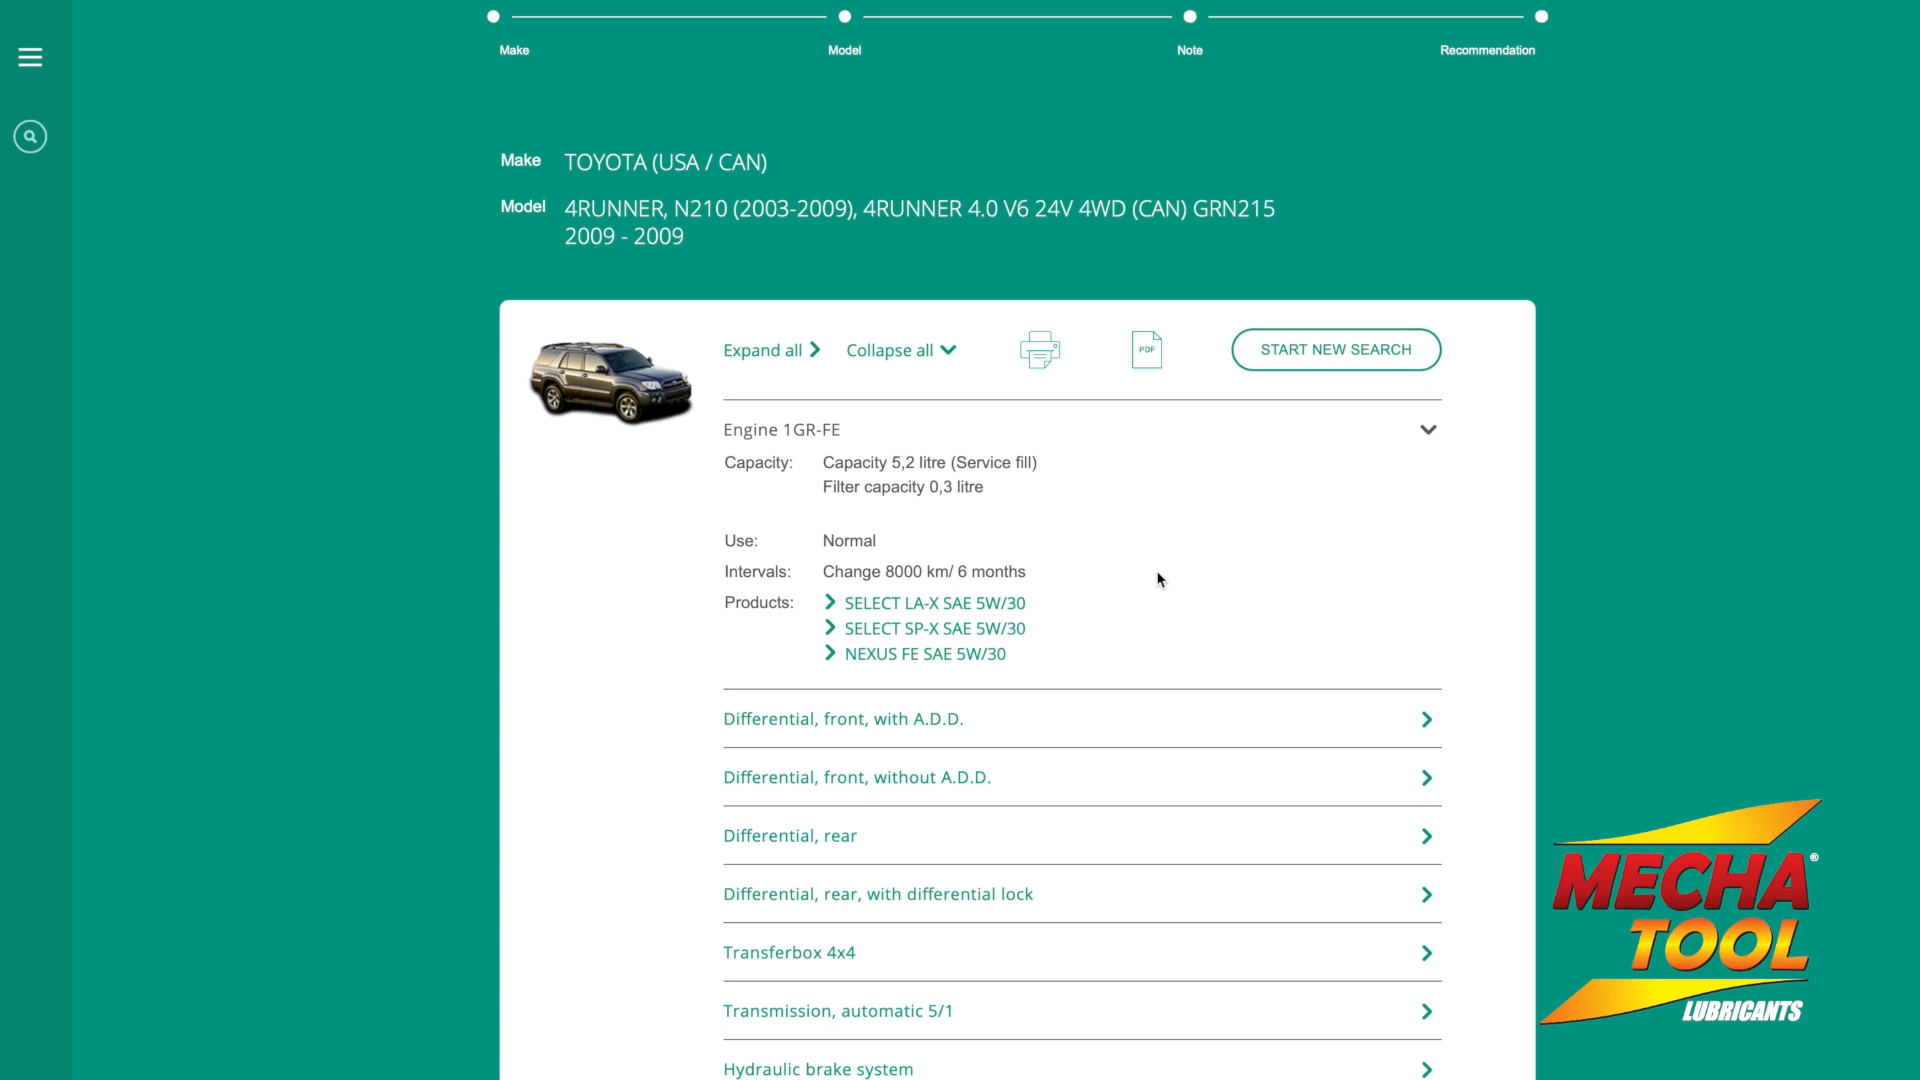 Make
Model
Note
Recommendation
Make TOYOTA (USA / CAN)
Model 4RUNNER, N210 (2003-2009), 4RUNNER 4.0 V6 24V 4WD (CAN) GRN215
2009 - 2009
Expand all
Collapse all
PDF
START NEW SEARCH
Engine 1GR-FE
Capacity: Capacity 5,2 litre (Service fill)
Filter capacity 0,3 litre
Use: Normal
Intervals: Change 8000 km/ 6 months
Products: SELECT LA-X SAE 5W/30
SELECT SP-X SAE 5W/30
NEXUS FE SAE 5W/30
Differential, front, with A.D.D.
Differential, front, without A.D.D.
Differential, rear
Differential, rear, with differential lock
Transferbox 4x4
Transmission, automatic 5/1
Hydraulic brake system
MECHA®
TOOL
LUBRICANTS